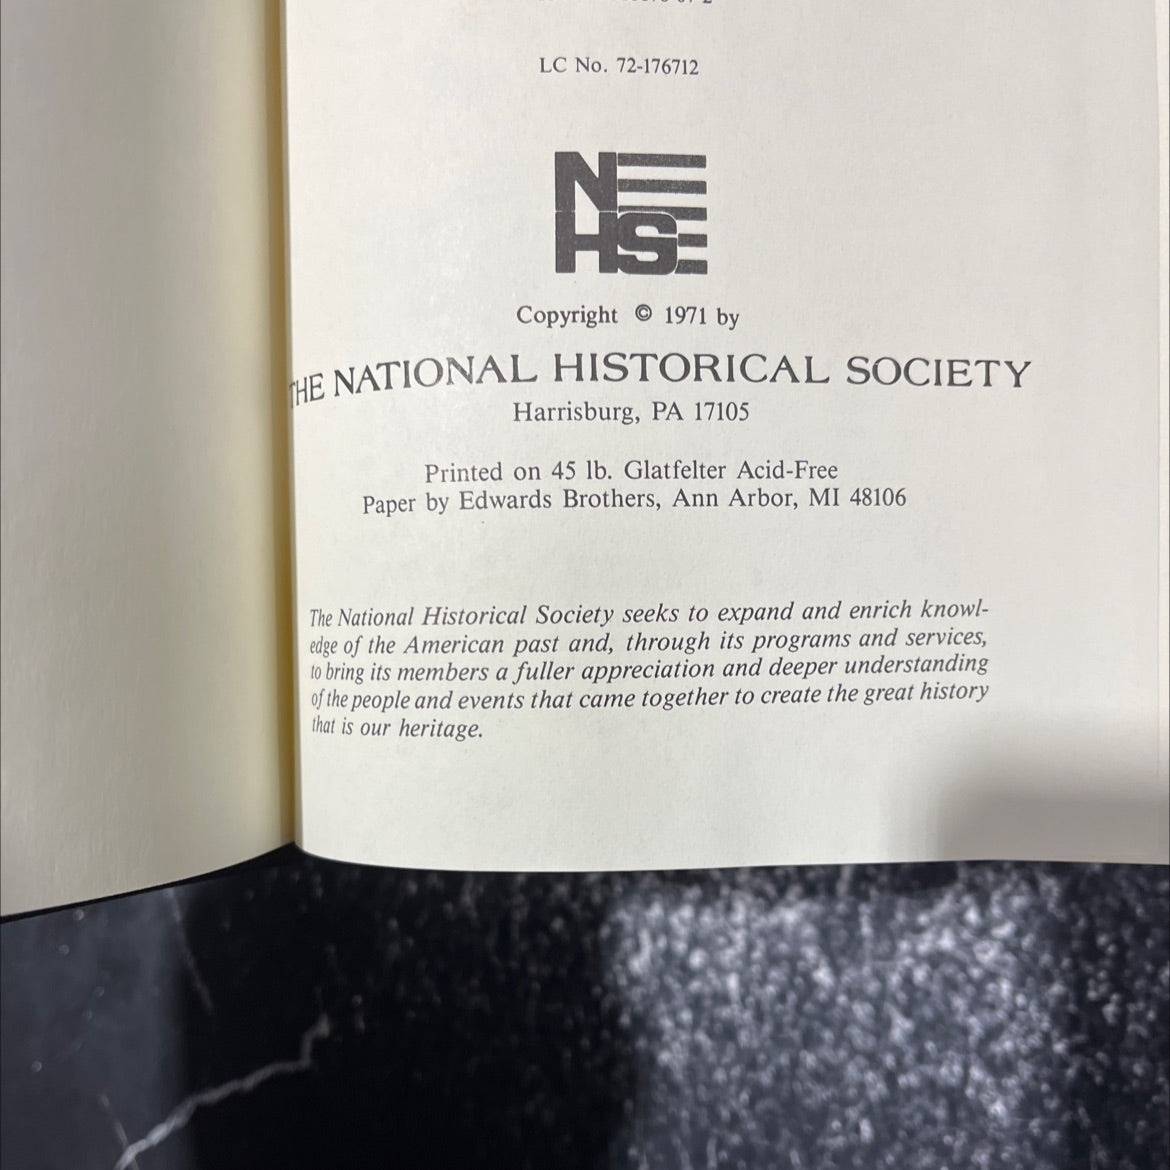 LC No. 72-176712
NHS
Copyright © 1971 by
THE NATIONAL HISTORICAL SOCIETY
Harrisburg, PA 17105
Printed on 45 lb. Glatfelter Acid-Free
Paper by Edwards Brothers, Ann Arbor, MI 48106
The National Historical Society seeks to expand and enrich knowl-
edge of the American past and, through its programs and services,
to bring its members a fuller appreciation and deeper understanding
of the people and events that came together to create the great history
that is our heritage.